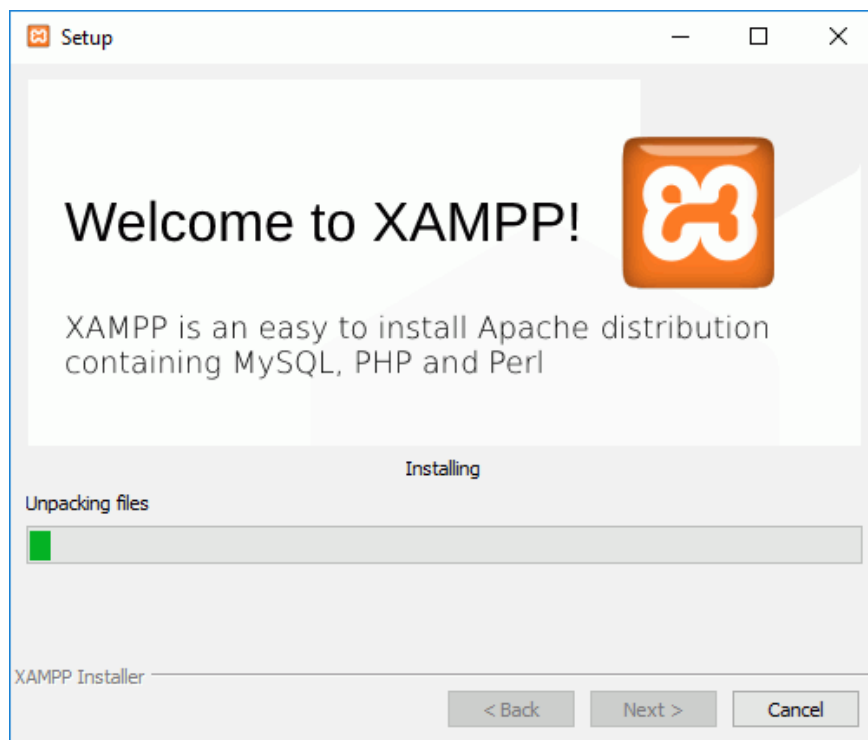 Setup
Welcome to XAMPP!
XAMPP is an easy to install Apache distribution
containing MySQL, PHP and Perl
Installing
Unpacking files
XAMPP Installer
< Back
Next >
Cancel